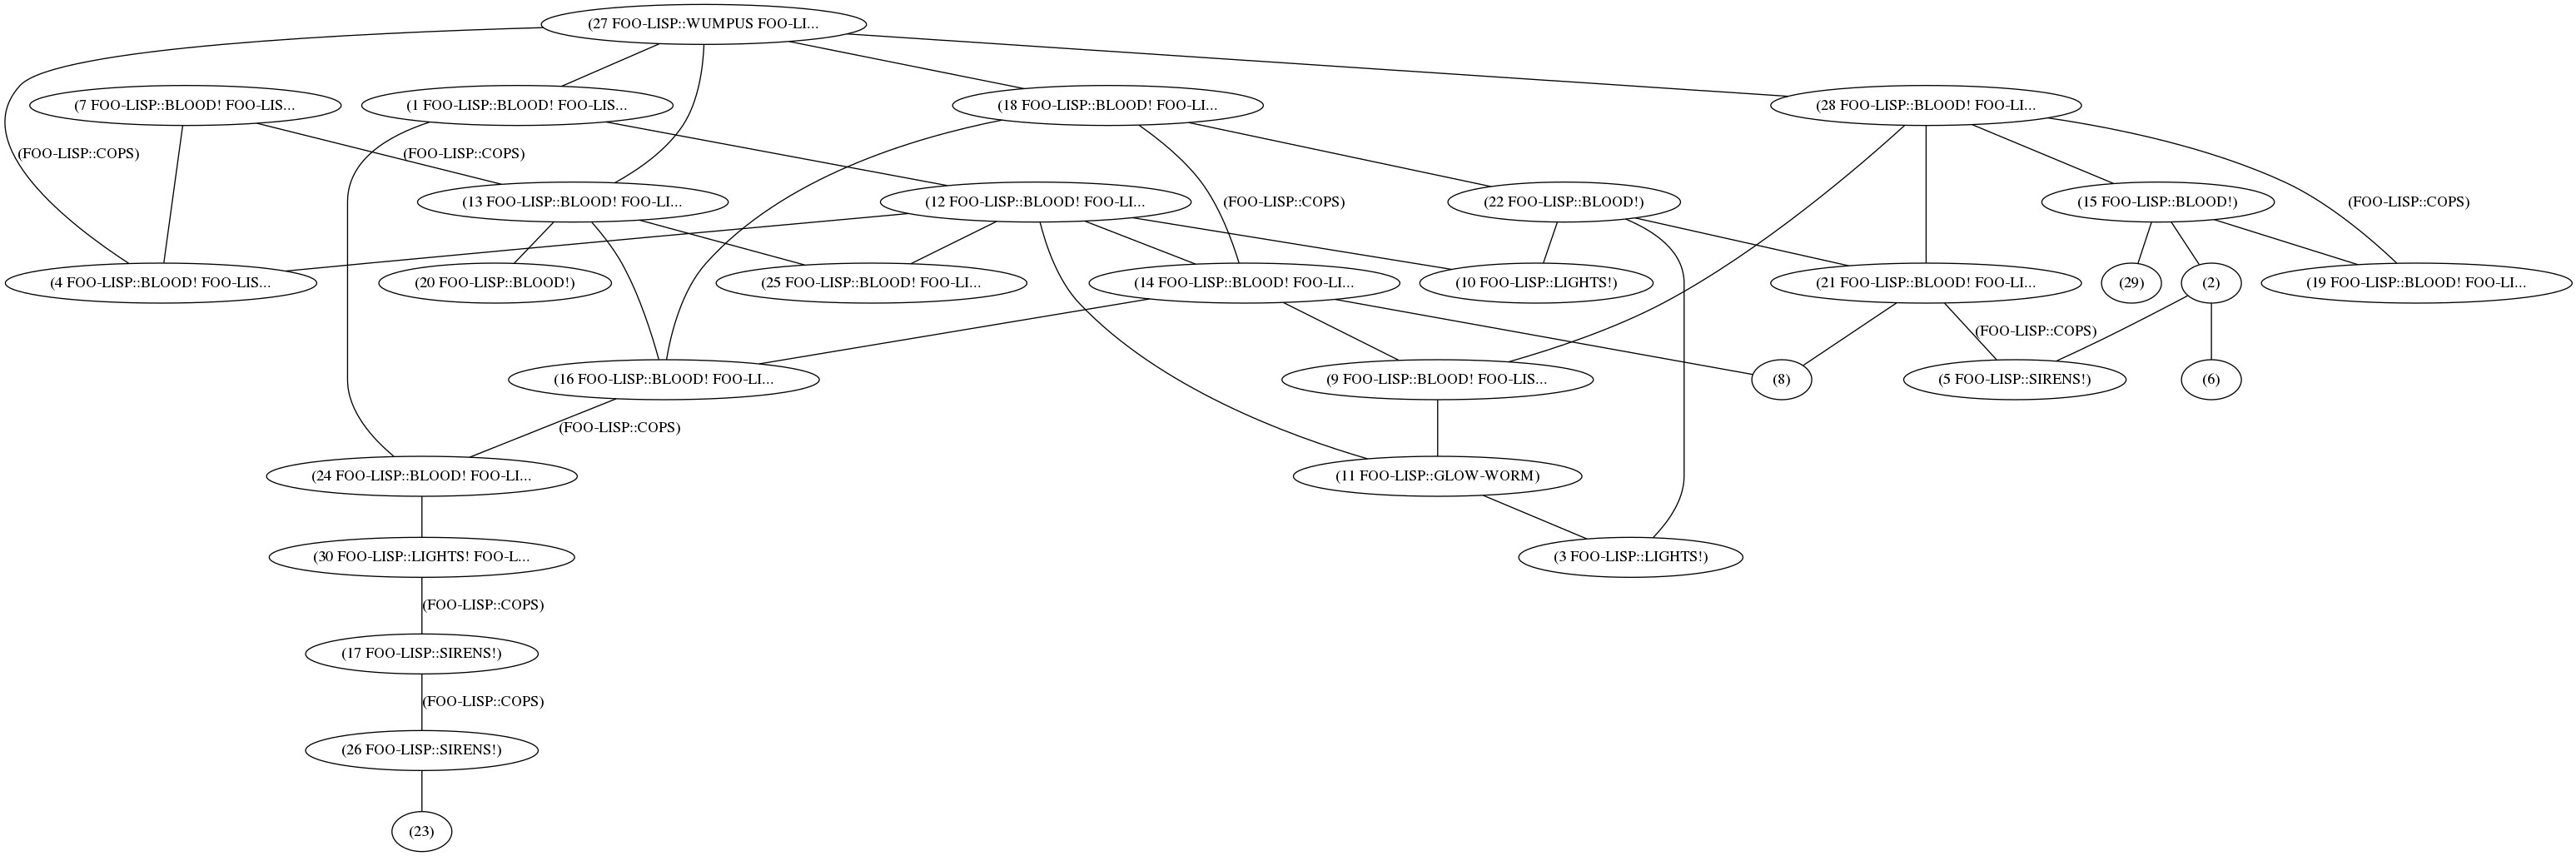 (27 FOO-LISP::WUMPUS FOO-LI...
(7 FOO-LISP::BLOOD! FOO-LIS...
(1 FOO-LISP::BLOOD! FOO-LIS...
(18 FOO-LISP::BLOOD! FOO-LI...
(28 FOO-LISP::BLOOD! FOO-LI...
(FOO-LISP::COPS)
(FOO-LISP::COPS)
(13 FOO-LISP::BLOOD! FOO-LI...
(12 FOO-LISP::BLOOD! FOO-LI...
(FOO-LISP::COPS)
(22 FOO-LISP::BLOOD!)
(15 FOO-LISP::BLOOD!)
(FOO-LISP::COPS)
(4 FOO-LISP::BLOOD! FOO-LIS...
(20 FOO-LISP::BLOOD!)
(25 FOO-LISP::BLOOD! FOO-LI...
(14 FOO-LISP::BLOOD! FOO-LI...
(10 FOO-LISP::LIGHTS!)
(21 FOO-LISP::BLOOD! FOO-LI...
(29)
(2)
(19 FOO-LISP::BLOOD! FOO-LI...
(FOO-LISP::COPS)
(16 FOO-LISP::BLOOD! FOO-LI...
(9 FOO-LISP::BLOOD! FOO-LIS...
(8)
(5 FOO-LISP::SIRENS!)
(6)
(FOO-LISP::COPS)
(24 FOO-LISP::BLOOD! FOO-LI...
(11 FOO-LISP::GLOW-WORM)
(30 FOO-LISP::LIGHTS! FOO-L...
(3 FOO-LISP::LIGHTS!)
(FOO-LISP::COPS)
(17 FOO-LISP::SIRENS!)
(FOO-LISP::COPS)
(26 FOO-LISP::SIRENS!)
(23)